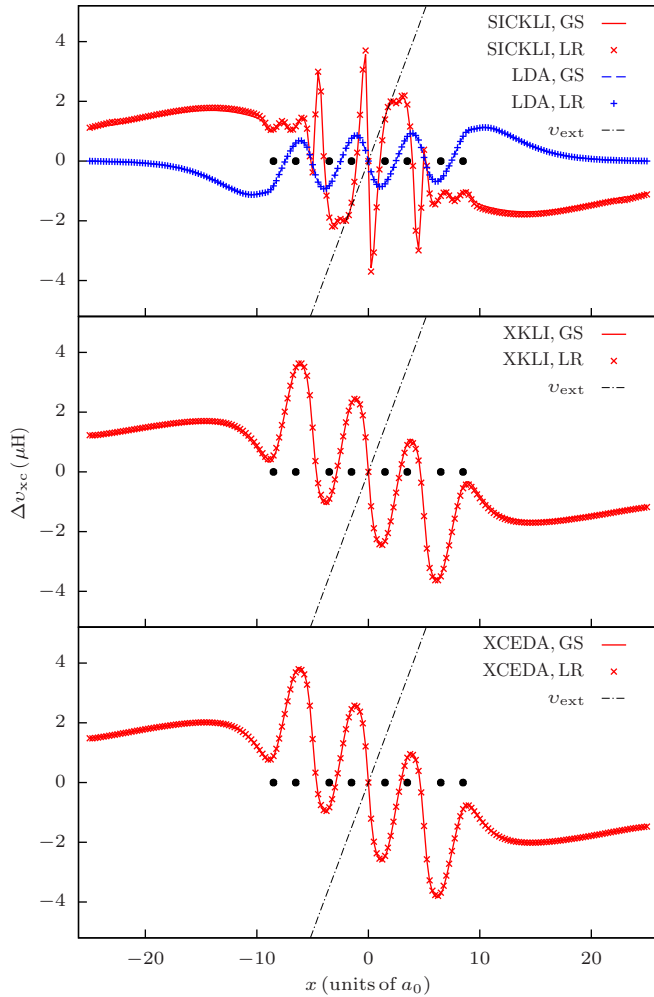 SICKLI, GS
SICKLI, LR
LDA, GS
LDA, LR
v_ext
4
2
0
−2
−4
XKLI, GS
XKLI, LR
v_ext
4
2
0
−2
−4
Δv_xc (μH)
XCEDA, GS
XCEDA, LR
v_ext
4
2
0
−2
−4
−20 −10 0 10 20
x (units of a_0)